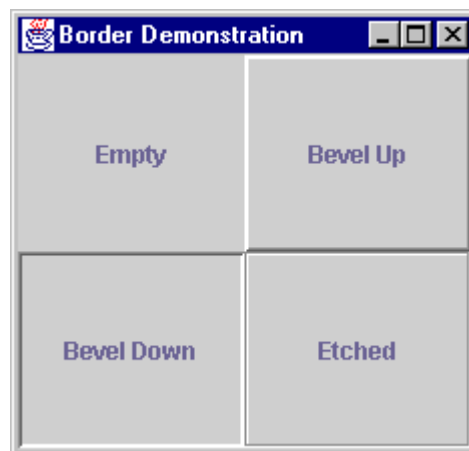 Border Demonstration
Empty
Bevel Up
Bevel Down
Etched